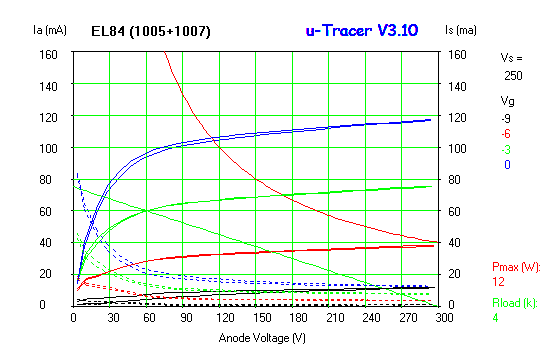 Ia (mA) EL84 (1005+1007) u-Tracer V3.10 Is (ma)
160 160
140 140
120 120
100 100
80 80
60 60
40 40
20 20
0 0
0 30 60 90 120 150 180 210 240 270 300
Anode Voltage (V)
Vs =
250
Vg
-9
-6
-3
0
Pmax (W):
12
Rload (k):
4